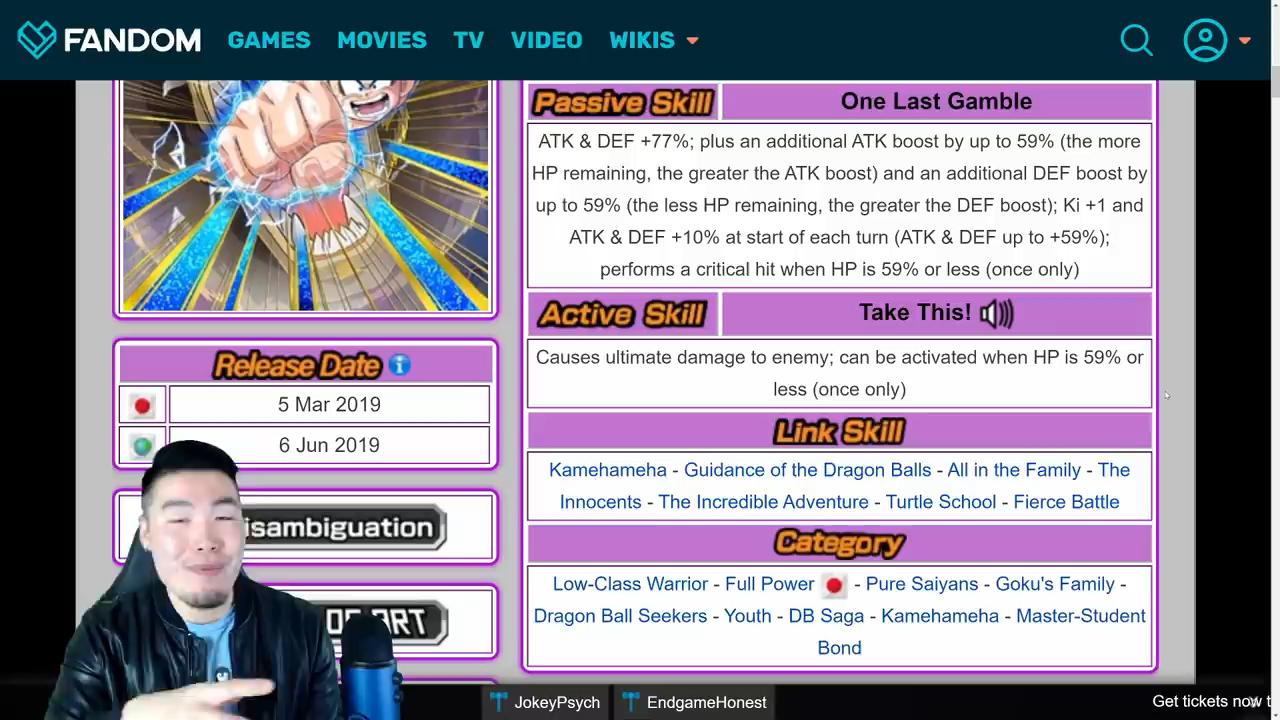 FANDOM GAMES MOVIES TV VIDEO WIKIS
Passive Skill
One Last Gamble
ATK & DEF +77%; plus an additional ATK boost by up to 59% (the more
HP remaining, the greater the ATK boost) and an additional DEF boost by
up to 59% (the less HP remaining, the greater the DEF boost); Ki +1 and
ATK & DEF +10% at start of each turn (ATK & DEF up to +59%);
performs a critical hit when HP is 59% or less (once only)
Active Skill
Take This!
Causes ultimate damage to enemy; can be activated when HP is 59% or
less (once only)
Link Skill
Kamehameha - Guidance of the Dragon Balls - All in the Family - The
Innocents - The Incredible Adventure - Turtle School - Fierce Battle
Category
Low-Class Warrior - Full Power - Pure Saiyans - Goku's Family -
Dragon Ball Seekers - Youth - DB Saga - Kamehameha - Master-Student
Bond
Release Date
5 Mar 2019
6 Jun 2019
isambiguation
ART
JokeyPsych
EndgameHonest
Get tickets now t